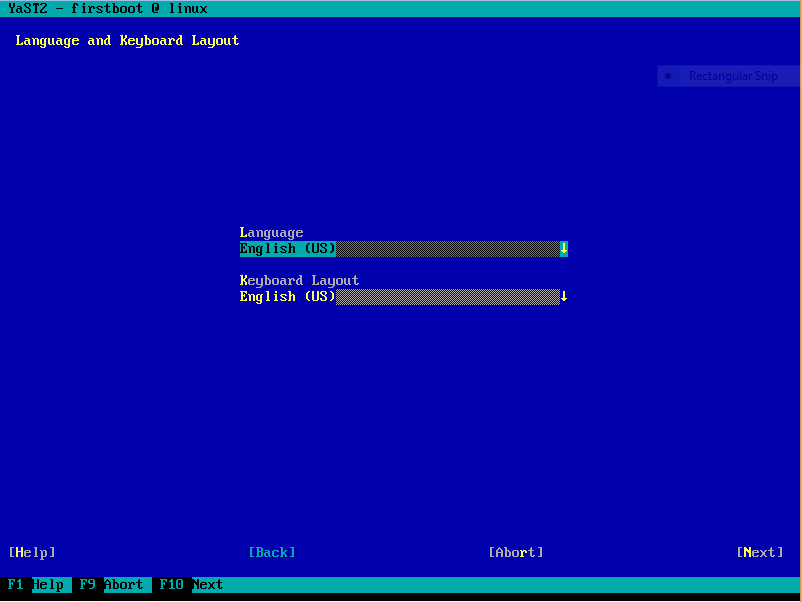 YaST2 - firstboot @ linux
Language and Keyboard Layout
Rectangular Snip
Language
English (US)
Keyboard Layout
English (US)
[Help] [Back] [Abort] [Next]
F1 Help F9 Abort F10 Next